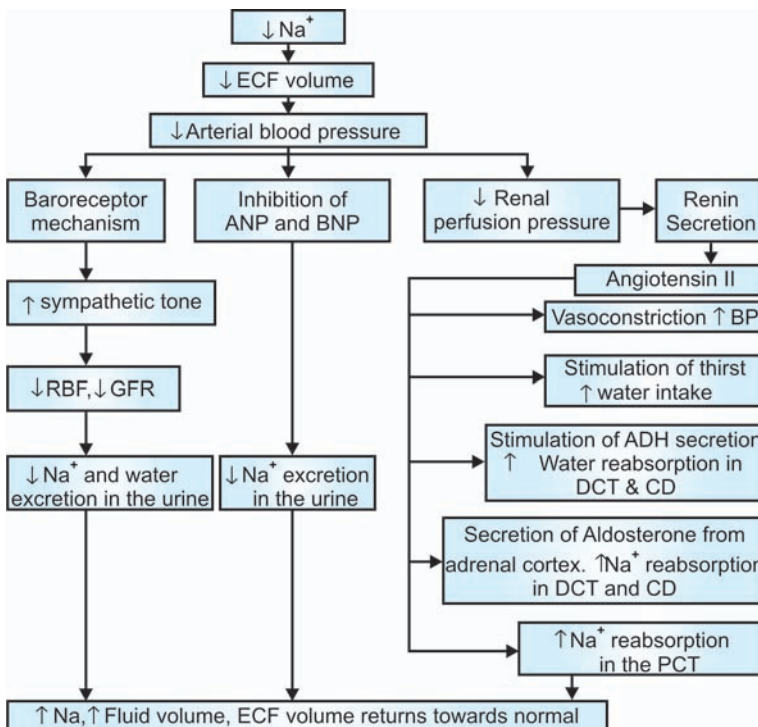 ↓Na⁺
↓ECF volume
↓Arterial blood pressure
Baroreceptor
mechanism
Inhibition of
ANP and BNP
↓ Renal
perfusion pressure
Renin
Secretion
Angiotensin II
↑ sympathetic tone
Vasoconstriction ↑ BP
↓RBF,↓GFR
Stimulation of thirst
↑ water intake
Stimulation of ADH secretion
↑ Water reabsorption in
DCT & CD
↓Na⁺ and water
excretion in the urine
↓Na⁺ excretion
in the urine
Secretion of Aldosterone from
adrenal cortex. ↑Na⁺ reabsorption
in DCT and CD
↑Na⁺ reabsorption
in the PCT
↑Na,↑Fluid volume, ECF volume returns towards normal